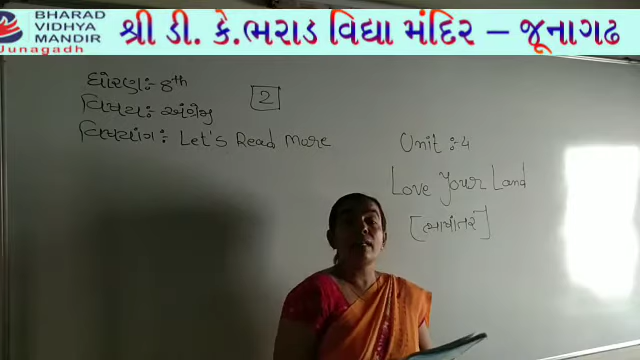 BHARAD
VIDHYA
MANDIR
Junagadh
શ્રી ડી. કે.ભરાડ વિદ્યા મંદિર – જૂનાગઢ
ધોરણ:- 8th
વિષય:- અંગ્રેજી
વિષયાંગ: Let's Read More
2
Unit :- 4
Love Your Land
[ભાષાંતર]